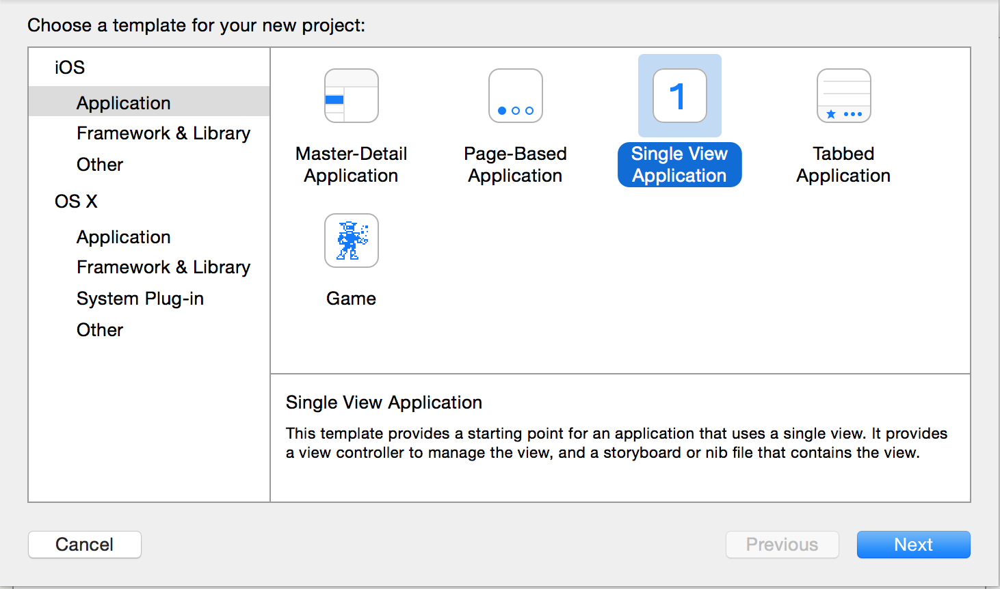 Choose a template for your new project:
iOS
Application
Framework & Library
Other
OS X
Application
Framework & Library
System Plug-in
Other
Master-Detail
Application
Page-Based
Application
1
Single View
Application
Tabbed
Application
Game
Single View Application
This template provides a starting point for an application that uses a single view. It provides
a view controller to manage the view, and a storyboard or nib file that contains the view.
Cancel
Previous
Next